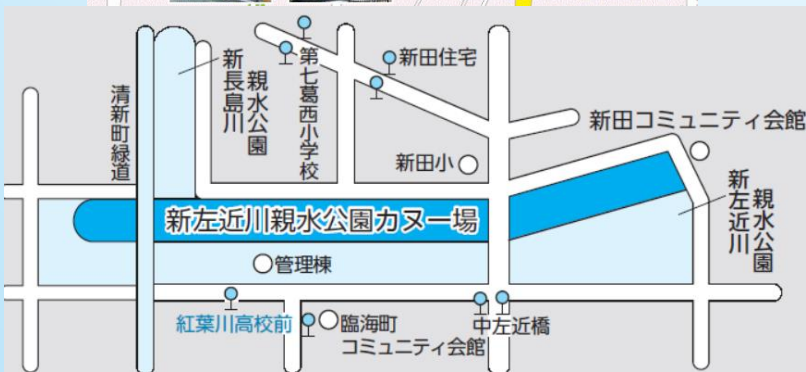 新長島川
親水公園
清新町緑道
第七葛西小学校
新田住宅
新田小
新田コミュニティ会館
新左近川
親水公園
新左近川親水公園カヌー場
管理棟
紅葉川高校前
臨海町
コミュニティ会館
中左近橋